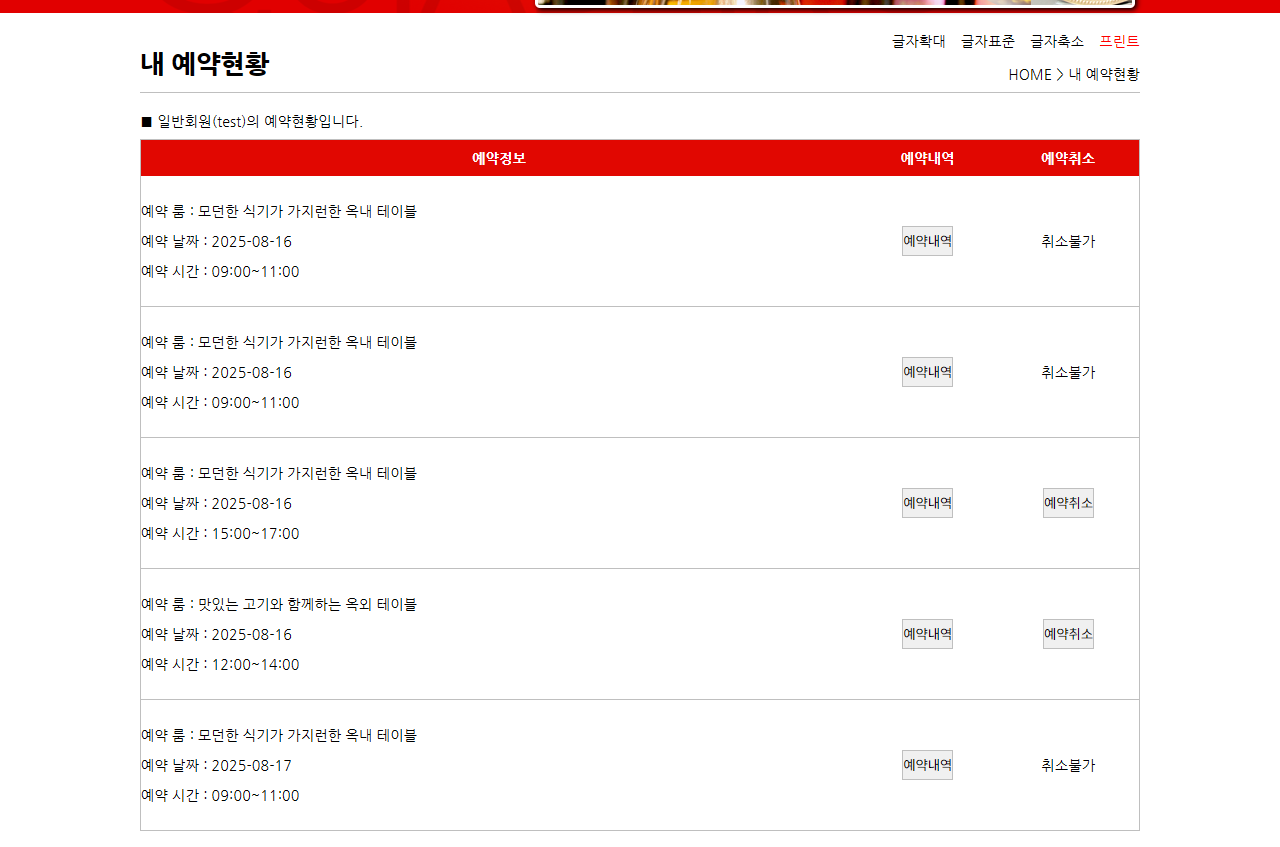 글자확대 글자표준 글자축소 프린트
내 예약현황
HOME > 내 예약현황
■ 일반회원(test)의 예약현황입니다.
예약정보 예약내역 예약취소
예약 룸 : 모던한 식기가 가지런한 옥내 테이블
예약 날짜 : 2025-08-16
예약내역 취소불가
예약 시간 : 09:00~11:00
예약 룸 : 모던한 식기가 가지런한 옥내 테이블
예약 날짜 : 2025-08-16
예약내역 취소불가
예약 시간 : 09:00~11:00
예약 룸 : 모던한 식기가 가지런한 옥내 테이블
예약 날짜 : 2025-08-16
예약내역 예약취소
예약 시간 : 15:00~17:00
예약 룸 : 맛있는 고기와 함께하는 옥외 테이블
예약 날짜 : 2025-08-16
예약내역 예약취소
예약 시간 : 12:00~14:00
예약 룸 : 모던한 식기가 가지런한 옥내 테이블
예약 날짜 : 2025-08-17
예약내역 취소불가
예약 시간 : 09:00~11:00